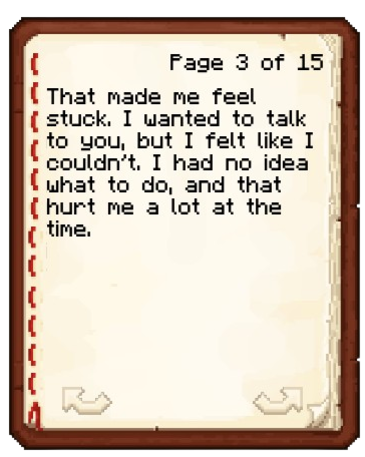 Page 3 of 15
That made me feel
stuck. I wanted to talk
to you, but I felt like I
couldn't. I had no idea
what to do, and that
hurt me a lot at the
time.